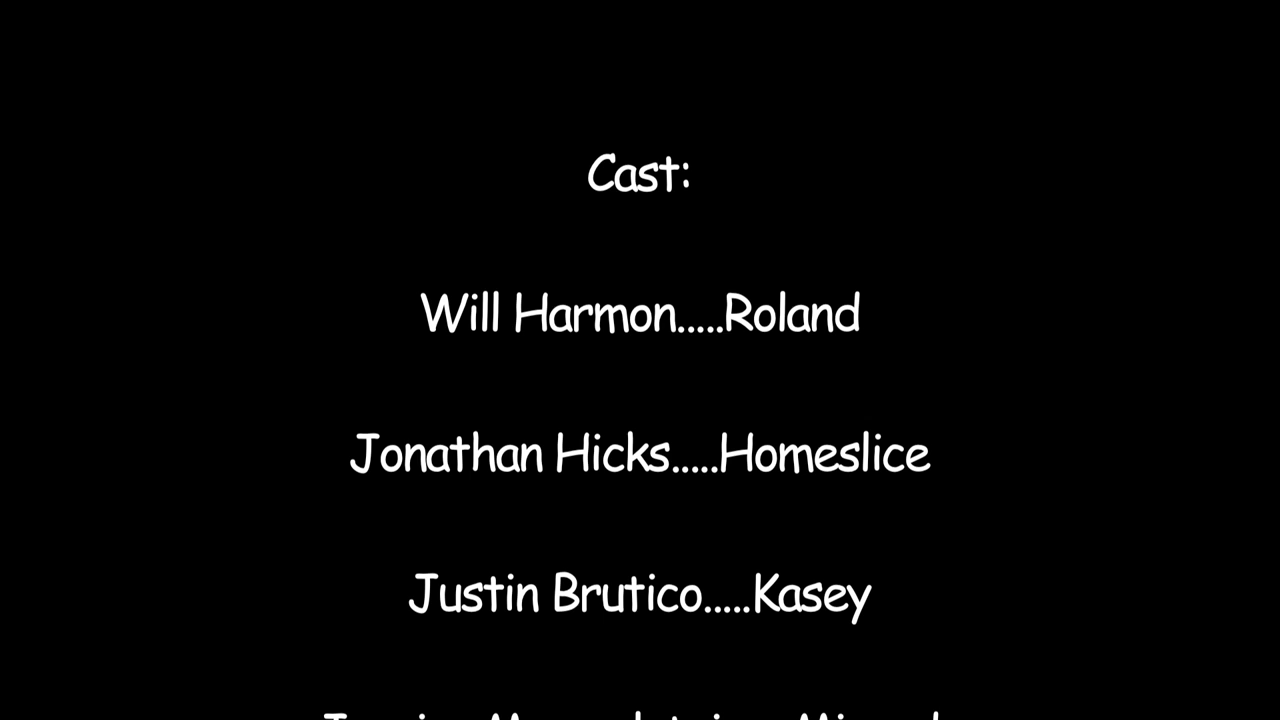 Cast:
Will Harmon.....Roland
Jonathan Hicks.....Homeslice
Justin Brutico.....Kasey